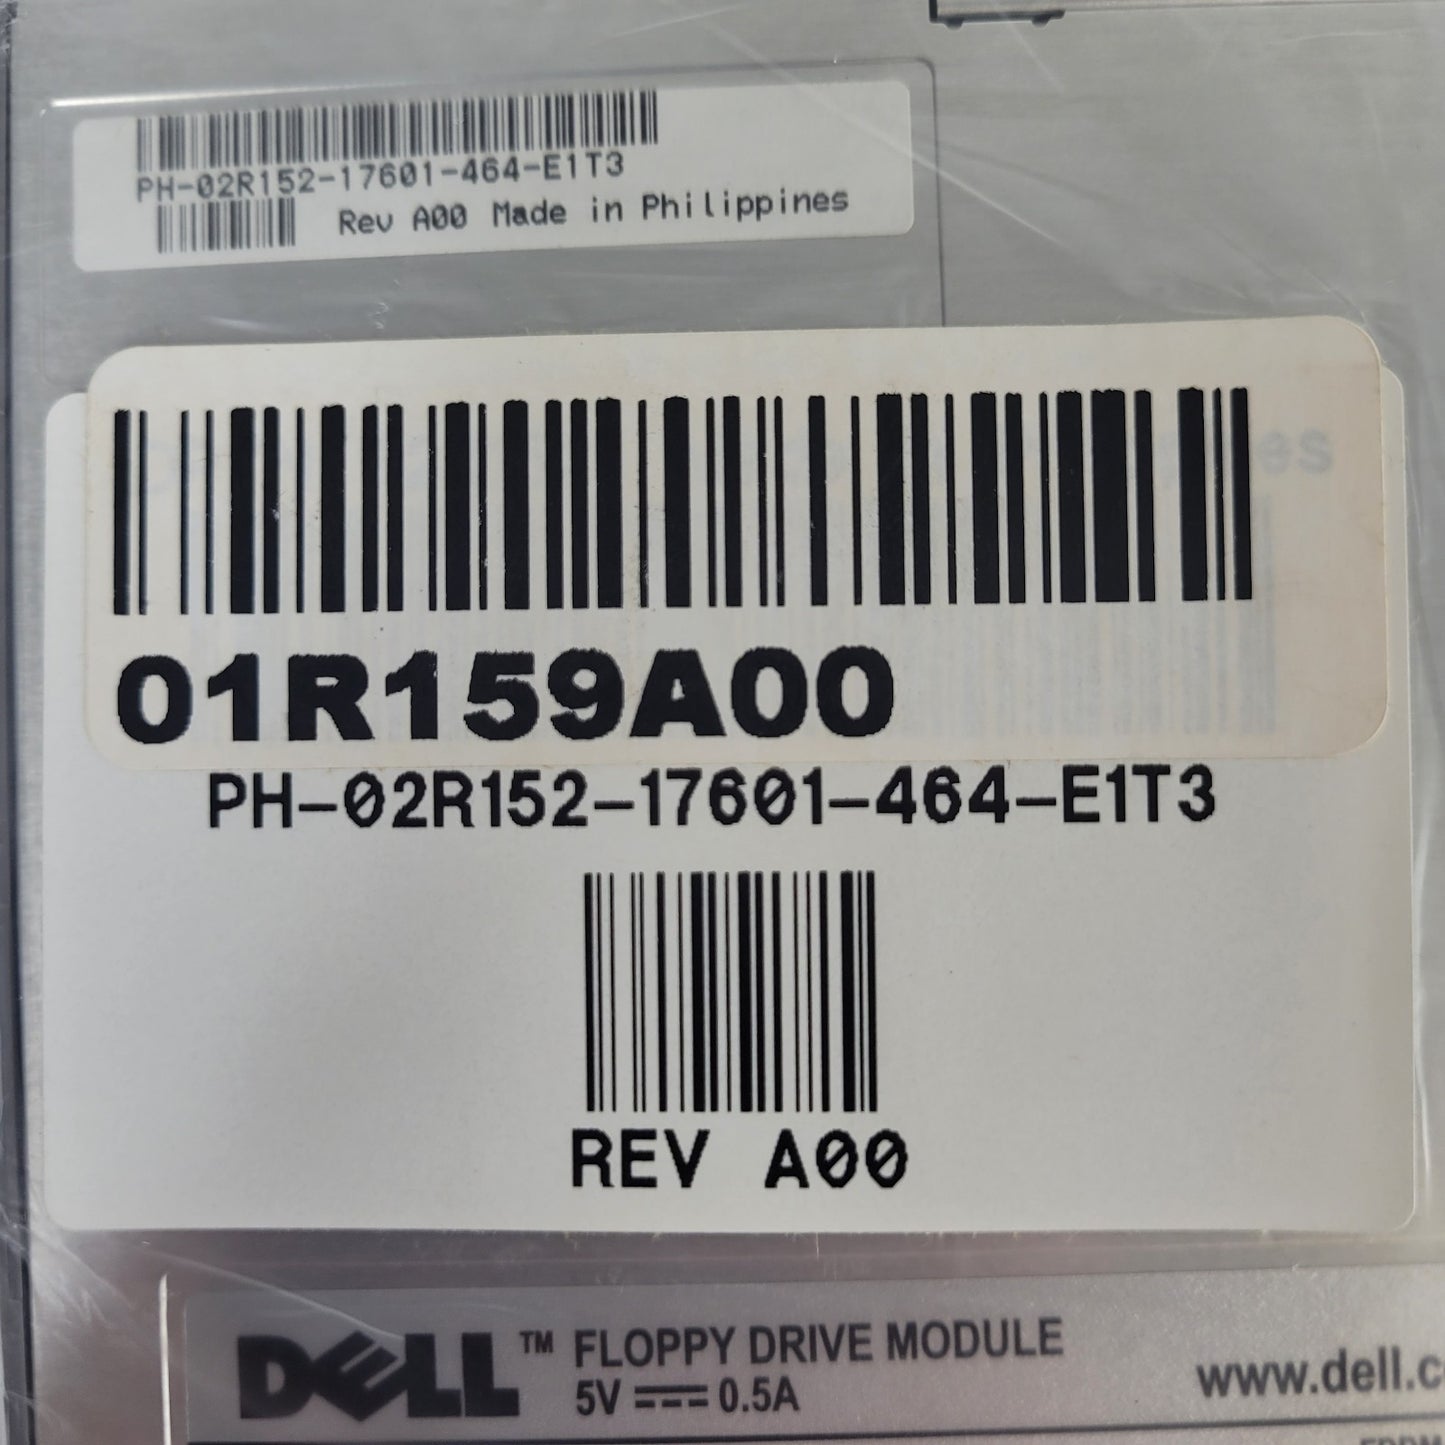 PH-02R152-17601-464-E1T3
Rev A00 Made in Philippines
01R159A00
PH-02R152-17601-464-E1T3
REV A00
DELL™ FLOPPY DRIVE MODULE
5V ⎓ 0.5A
www.dell.c